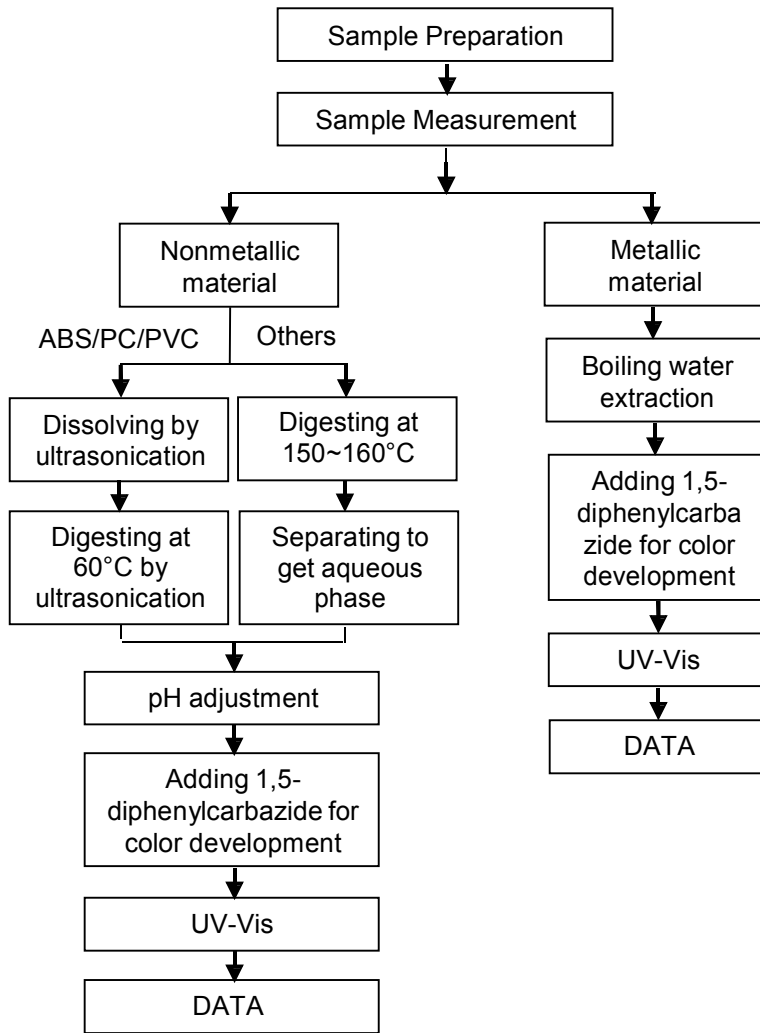 Sample Preparation
Sample Measurement
Nonmetallic
material
ABS/PC/PVC
Others
Dissolving by
ultrasonication
Digesting at
60°C by
ultrasonication
Digesting at
150~160°C
Separating to
get aqueous
phase
pH adjustment
Adding 1,5-
diphenylcarbazide for
color development
UV-Vis
DATA
Metallic
material
Boiling water
extraction
Adding 1,5-
diphenylcarba
zide for color
development
UV-Vis
DATA